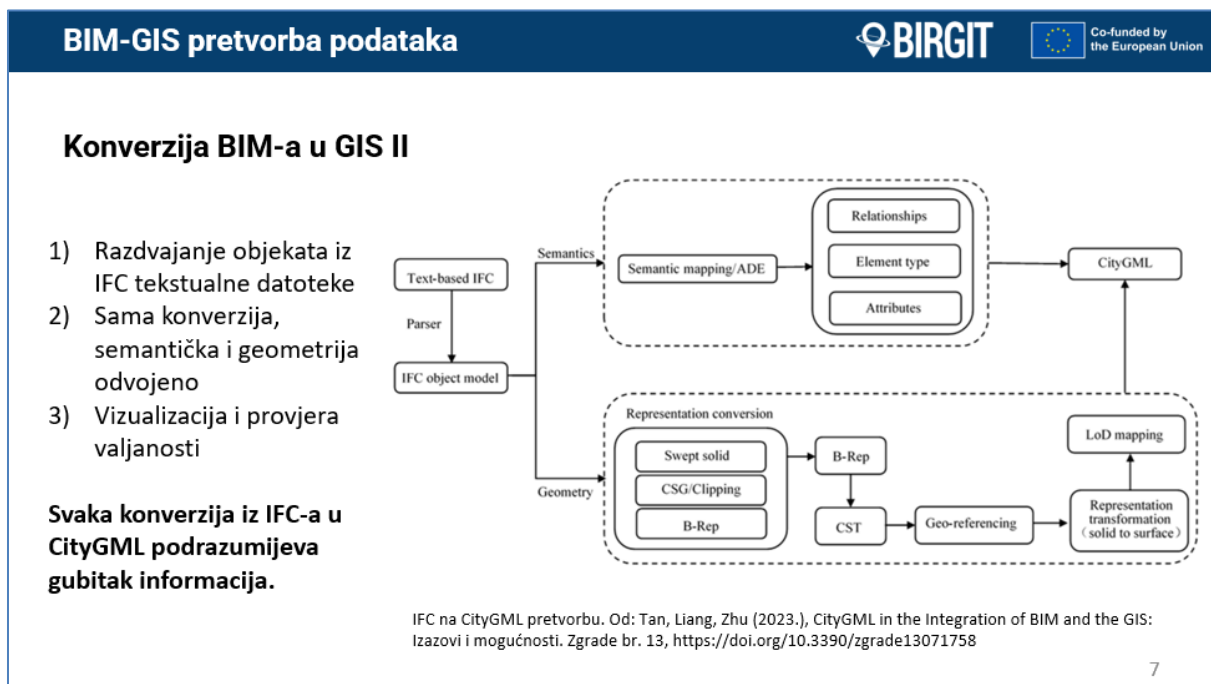 BIM-GIS pretvorba podataka
BIRGIT
Co-funded by
the European Union
Konverzija BIM-a u GIS II
1) Razdvajanje objekata iz
IFC tekstualne datoteke
2) Sama konverzija,
semantička i geometrija
odvojeno
3) Vizualizacija i provjera
valjanosti
Svaka konverzija iz IFC-a u
CityGML podrazumijeva
gubitak informacija.
Text-based IFC
Parser
IFC object model
Semantics
Semantic mapping/ADE
Relationships
Element type
Attributes
CityGML
Geometry
Representation conversion
Swept solid
CSG/Clipping
B-Rep
B-Rep
CST
Geo-referencing
LoD mapping
Representation
transformation
(solid to surface)
IFC na CityGML pretvorbu. Od: Tan, Liang, Zhu (2023.), CityGML in the Integration of BIM and the GIS:
Izazovi i mogućnosti. Zgrade br. 13, https://doi.org/10.3390/zgrade13071758
7